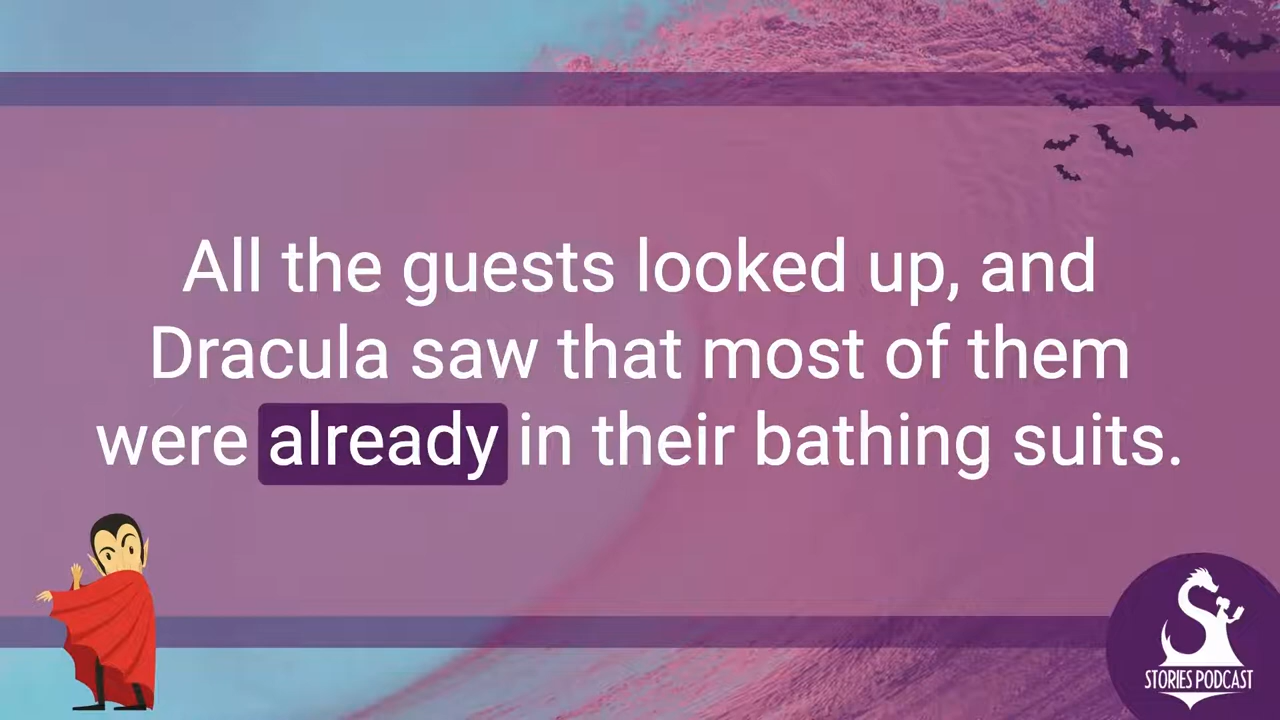 All the guests looked up, and
Dracula saw that most of them
were already in their bathing suits.
STORIES PODCAST